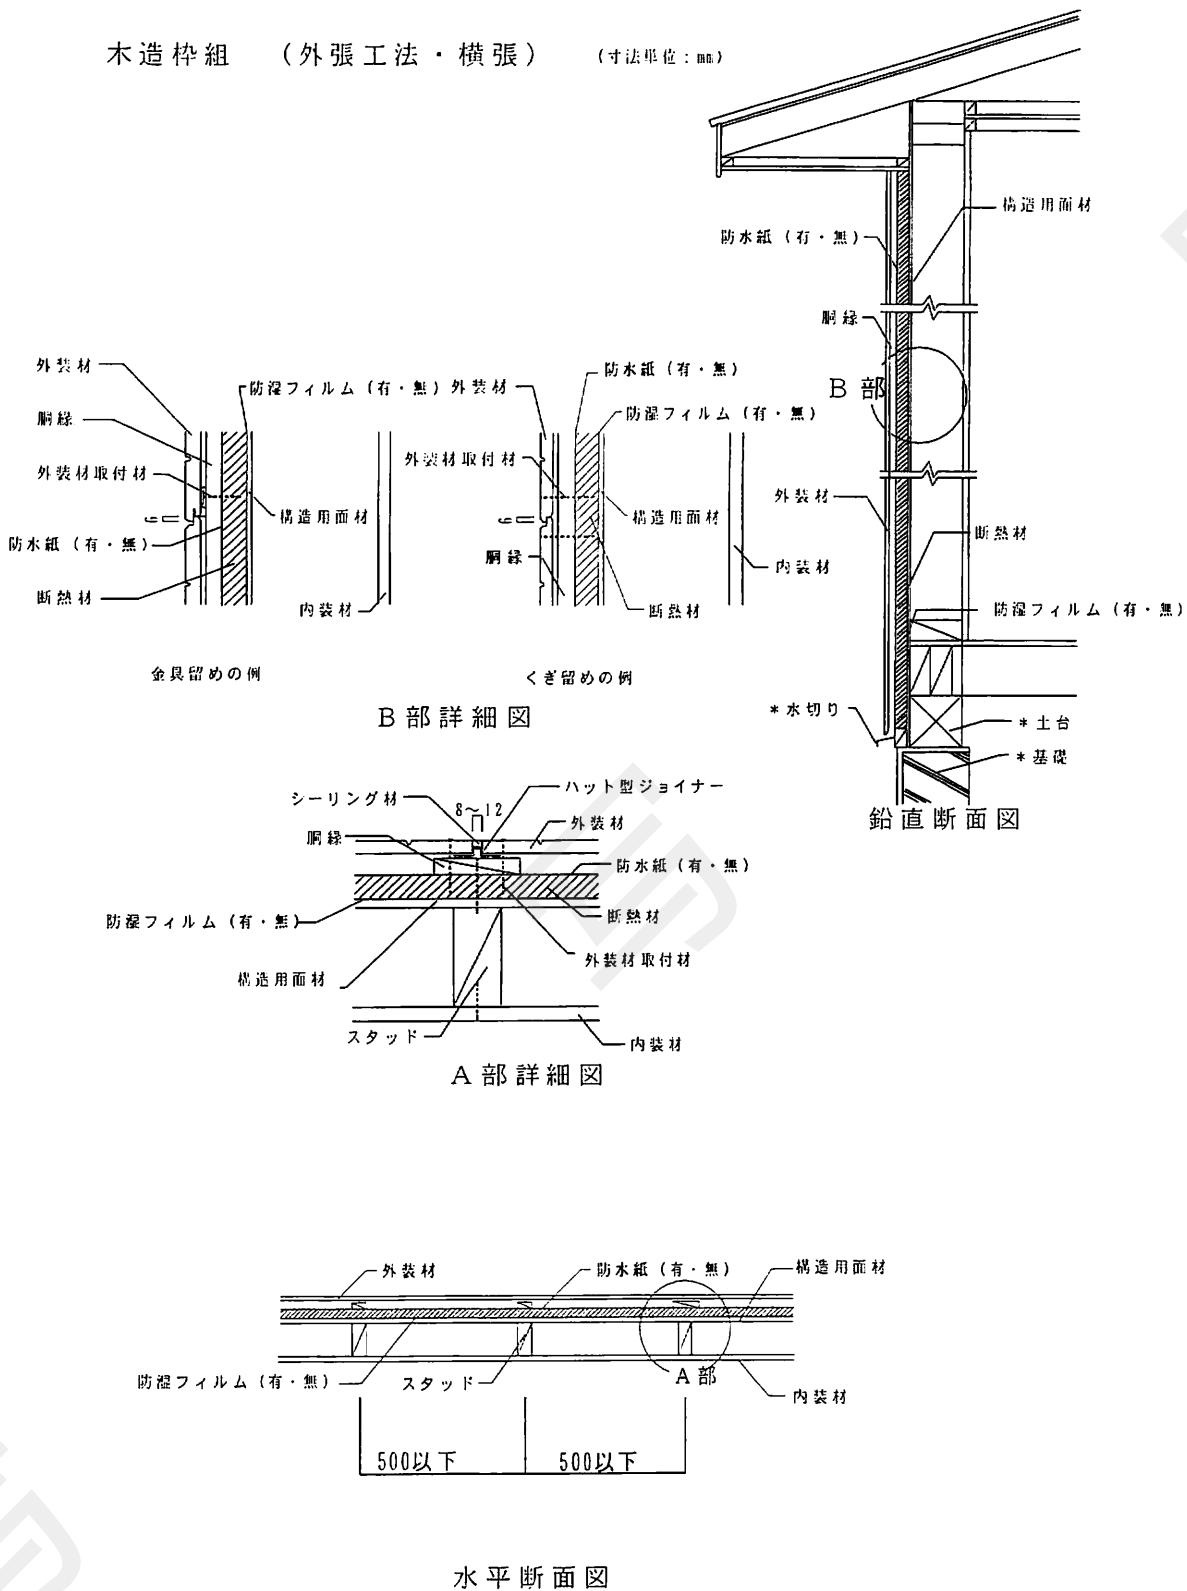 木造枠組　（外張工法・横張）　（寸法単位：mm）
構造用面材
防水紙（有・無）
胴縁
B部
外装材
断熱材
防湿フィルム（有・無）
＊水切り
＊土台
＊基礎
鉛直断面図
外装材
胴縁
外装材取付材
防水紙（有・無）
断熱材
防湿フィルム（有・無）
構造用面材
内装材
6
金具留めの例
外装材
防水紙（有・無）
防湿フィルム（有・無）
外装材取付材
構造用面材
6
胴縁
断熱材
内装材
くぎ留めの例
B部詳細図
シーリング材
8～12
ハット型ジョイナー
外装材
胴縁
防水紙（有・無）
断熱材
防湿フィルム（有・無）
外装材取付材
構造用面材
スタッド
内装材
A部詳細図
外装材
防水紙（有・無）
構造用面材
防湿フィルム（有・無）
スタッド
A部
内装材
500以下
500以下
水平断面図